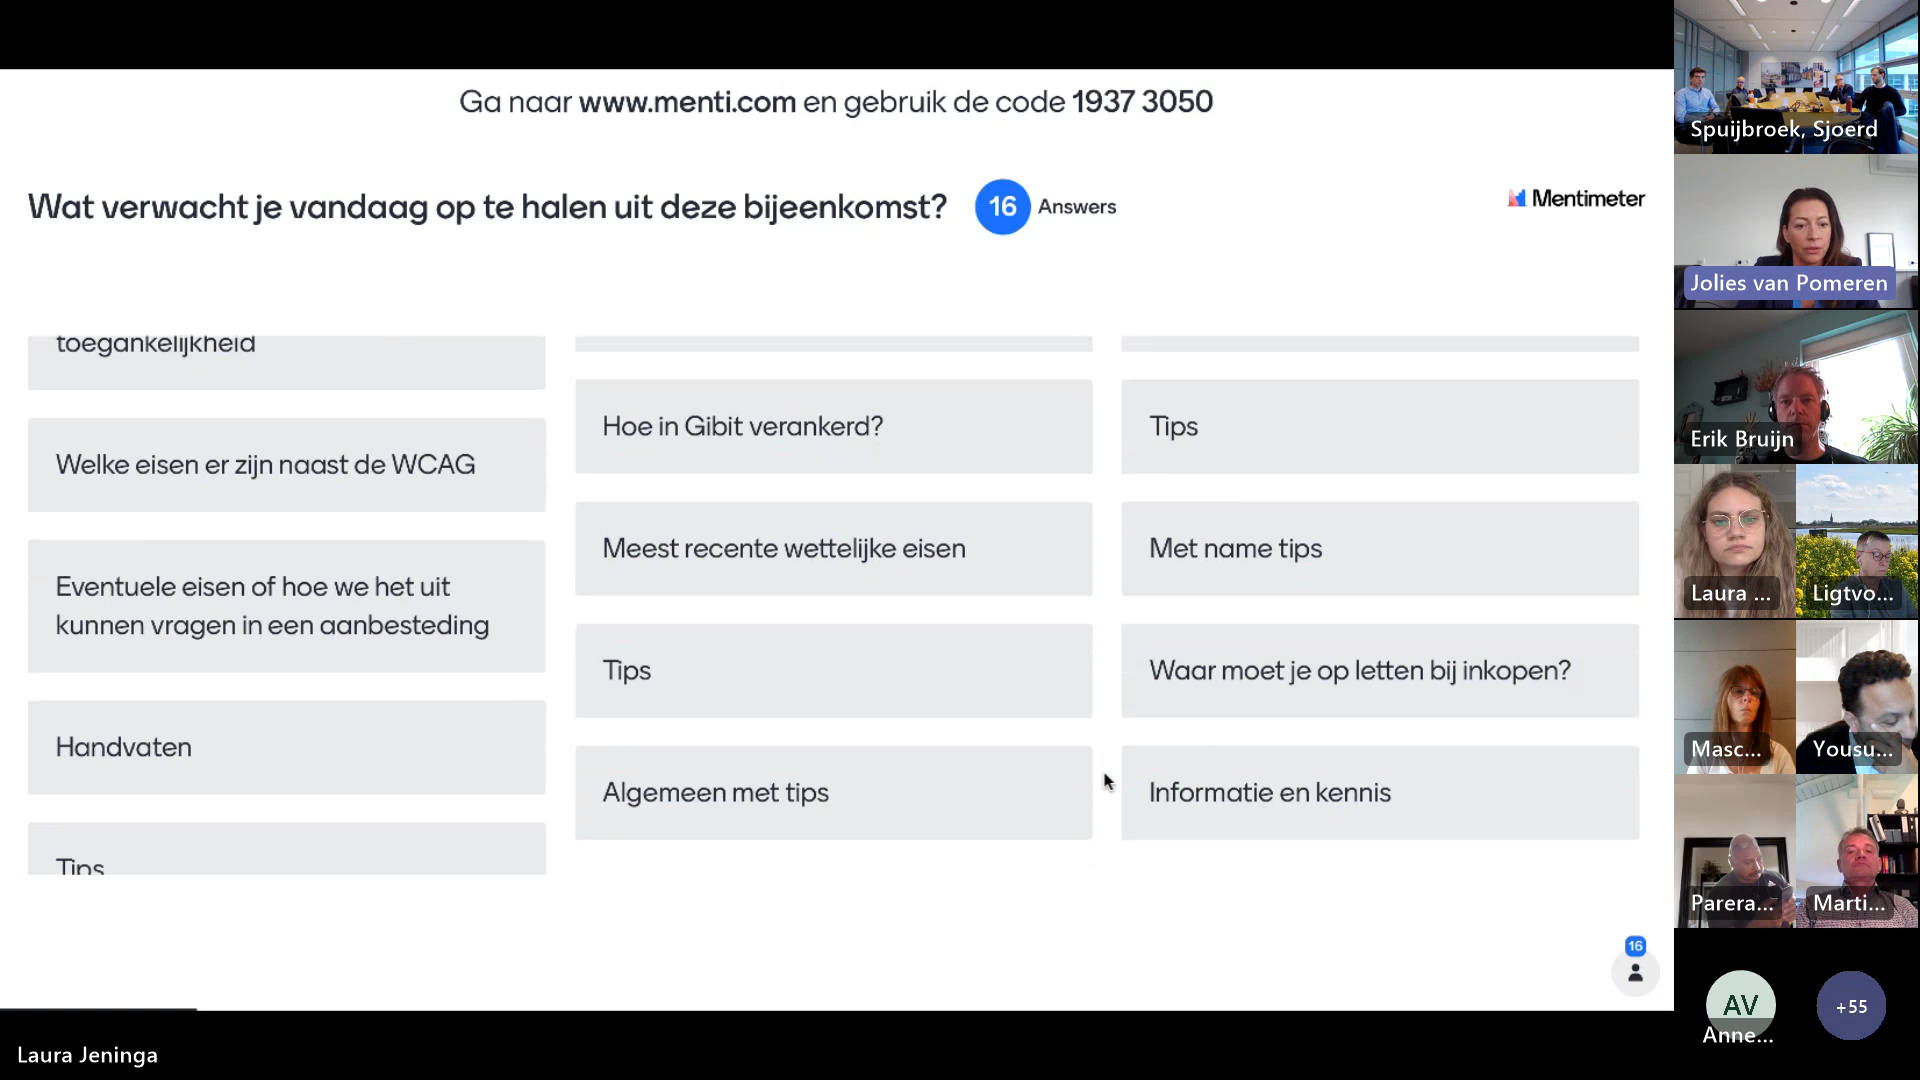 Ga naar www.menti.com en gebruik de code 1937 3050
Wat verwacht je vandaag op te halen uit deze bijeenkomst?
16 Answers
Mentimeter
toegankelijkheid
Welke eisen er zijn naast de WCAG
Eventuele eisen of hoe we het uit
kunnen vragen in een aanbesteding
Handvaten
Tips
Hoe in Gibit verankerd?
Meest recente wettelijke eisen
Tips
Algemeen met tips
Tips
Met name tips
Waar moet je op letten bij inkopen?
Informatie en kennis
16
Laura Jeninga
Spuijbroek, Sjoerd
Jolies van Pomeren
Erik Bruijn
Laura ...
Ligtvo...
Masc...
Yousu...
Parera...
Marti...
AV
Anne...
+55